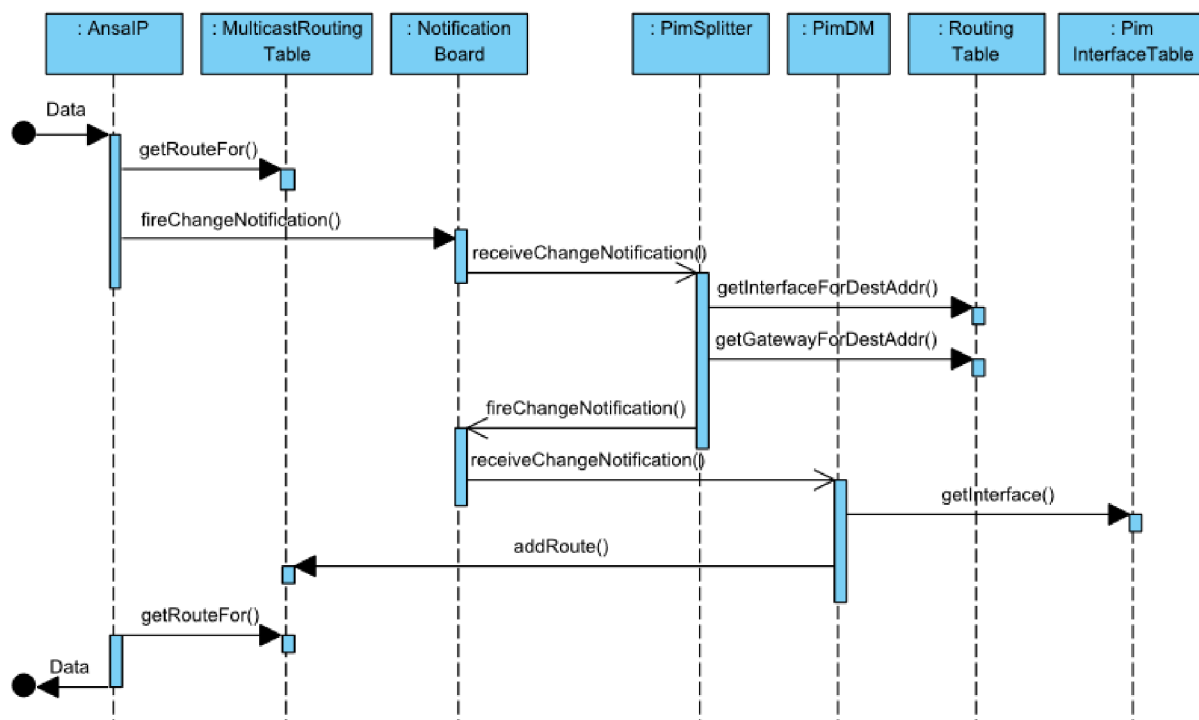 : AnsaIP
: MulticastRouting
Table
: Notification
Board
: PimSplitter
: PimDM
: Routing
Table
: Pim
InterfaceTable
Data
getRouteFor()
fireChangeNotification()
receiveChangeNotification()
getInterfaceForDestAddr()
getGatewayForDestAddr()
fireChangeNotification()
receiveChangeNotification()
getInterface()
addRoute()
getRouteFor()
Data